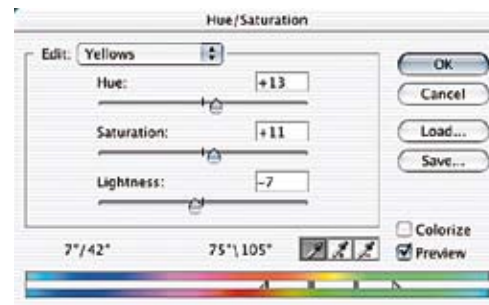 Hue/Saturation
Edit: Yellows
Hue: +13
Saturation: +11
Lightness: -7
OK
Cancel
Load...
Save...
Colorize
Preview
7°/42° 75°\105°